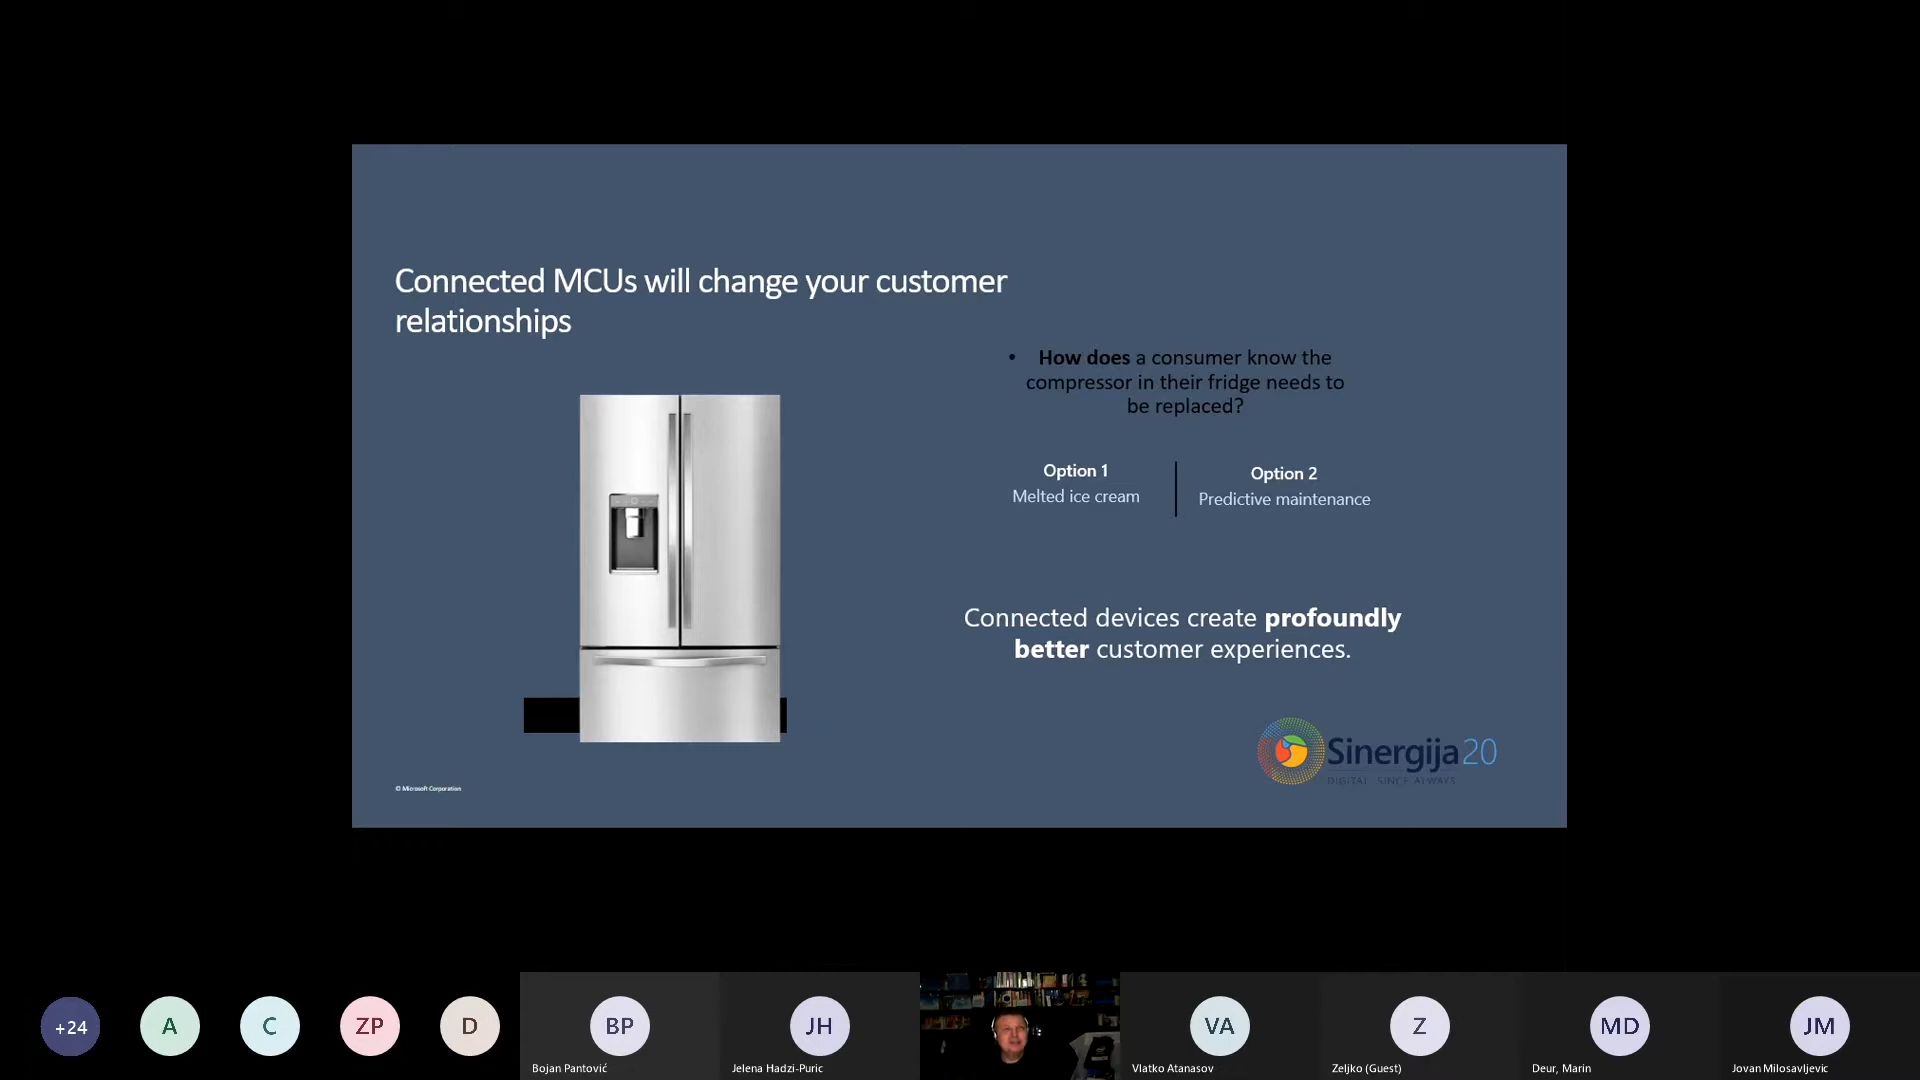 Connected MCUs will change your customer
relationships
• How does a consumer know the
compressor in their fridge needs to
be replaced?
Option 1
Melted ice cream
Option 2
Predictive maintenance
Connected devices create profoundly
better customer experiences.
Sinergija20
DIGITAL. SINCE ALWAYS.
© Microsoft Corporation
+24
A
C
ZP
D
BP
Bojan Pantović
JH
Jelena Hadzi-Puric
VA
Vlatko Atanasov
Z
Zeljko (Guest)
MD
Deur, Marin
JM
Jovan Milosavljevic